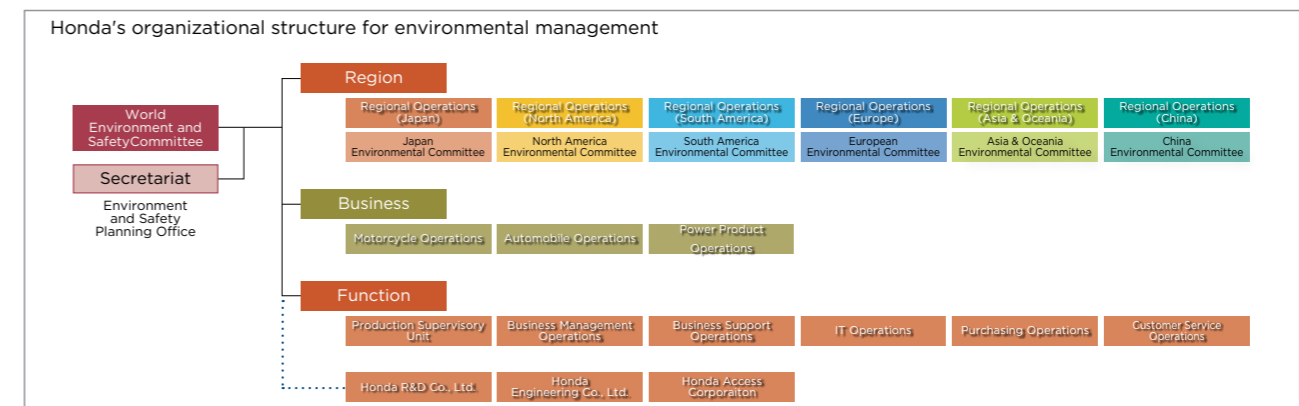 Honda's organizational structure for environmental management
Region
World
Environment and
SafetyCommittee
Regional Operations
(Japan)
Regional Operations
(North America)
Regional Operations
(South America)
Regional Operations
(Europe)
Regional Operations
(Asia & Oceania)
Regional Operations
(China)
Japan
Environmental Committee
North America
Environmental Committee
South America
Environmental Committee
European
Environmental Committee
Asia & Oceania
Environmental Committee
China
Environmental Committee
Secretariat
Environment
and Safety
Planning Office
Business
Motorcycle Operations
Automobile Operations
Power Product
Operations
Function
Production Supervisory
Unit
Business Management
Operations
Business Support
Operations
IT Operations
Purchasing Operations
Customer Service
Operations
Honda R&D Co., Ltd.
Honda
Engineering Co., Ltd.
Honda Access
Corporaiton